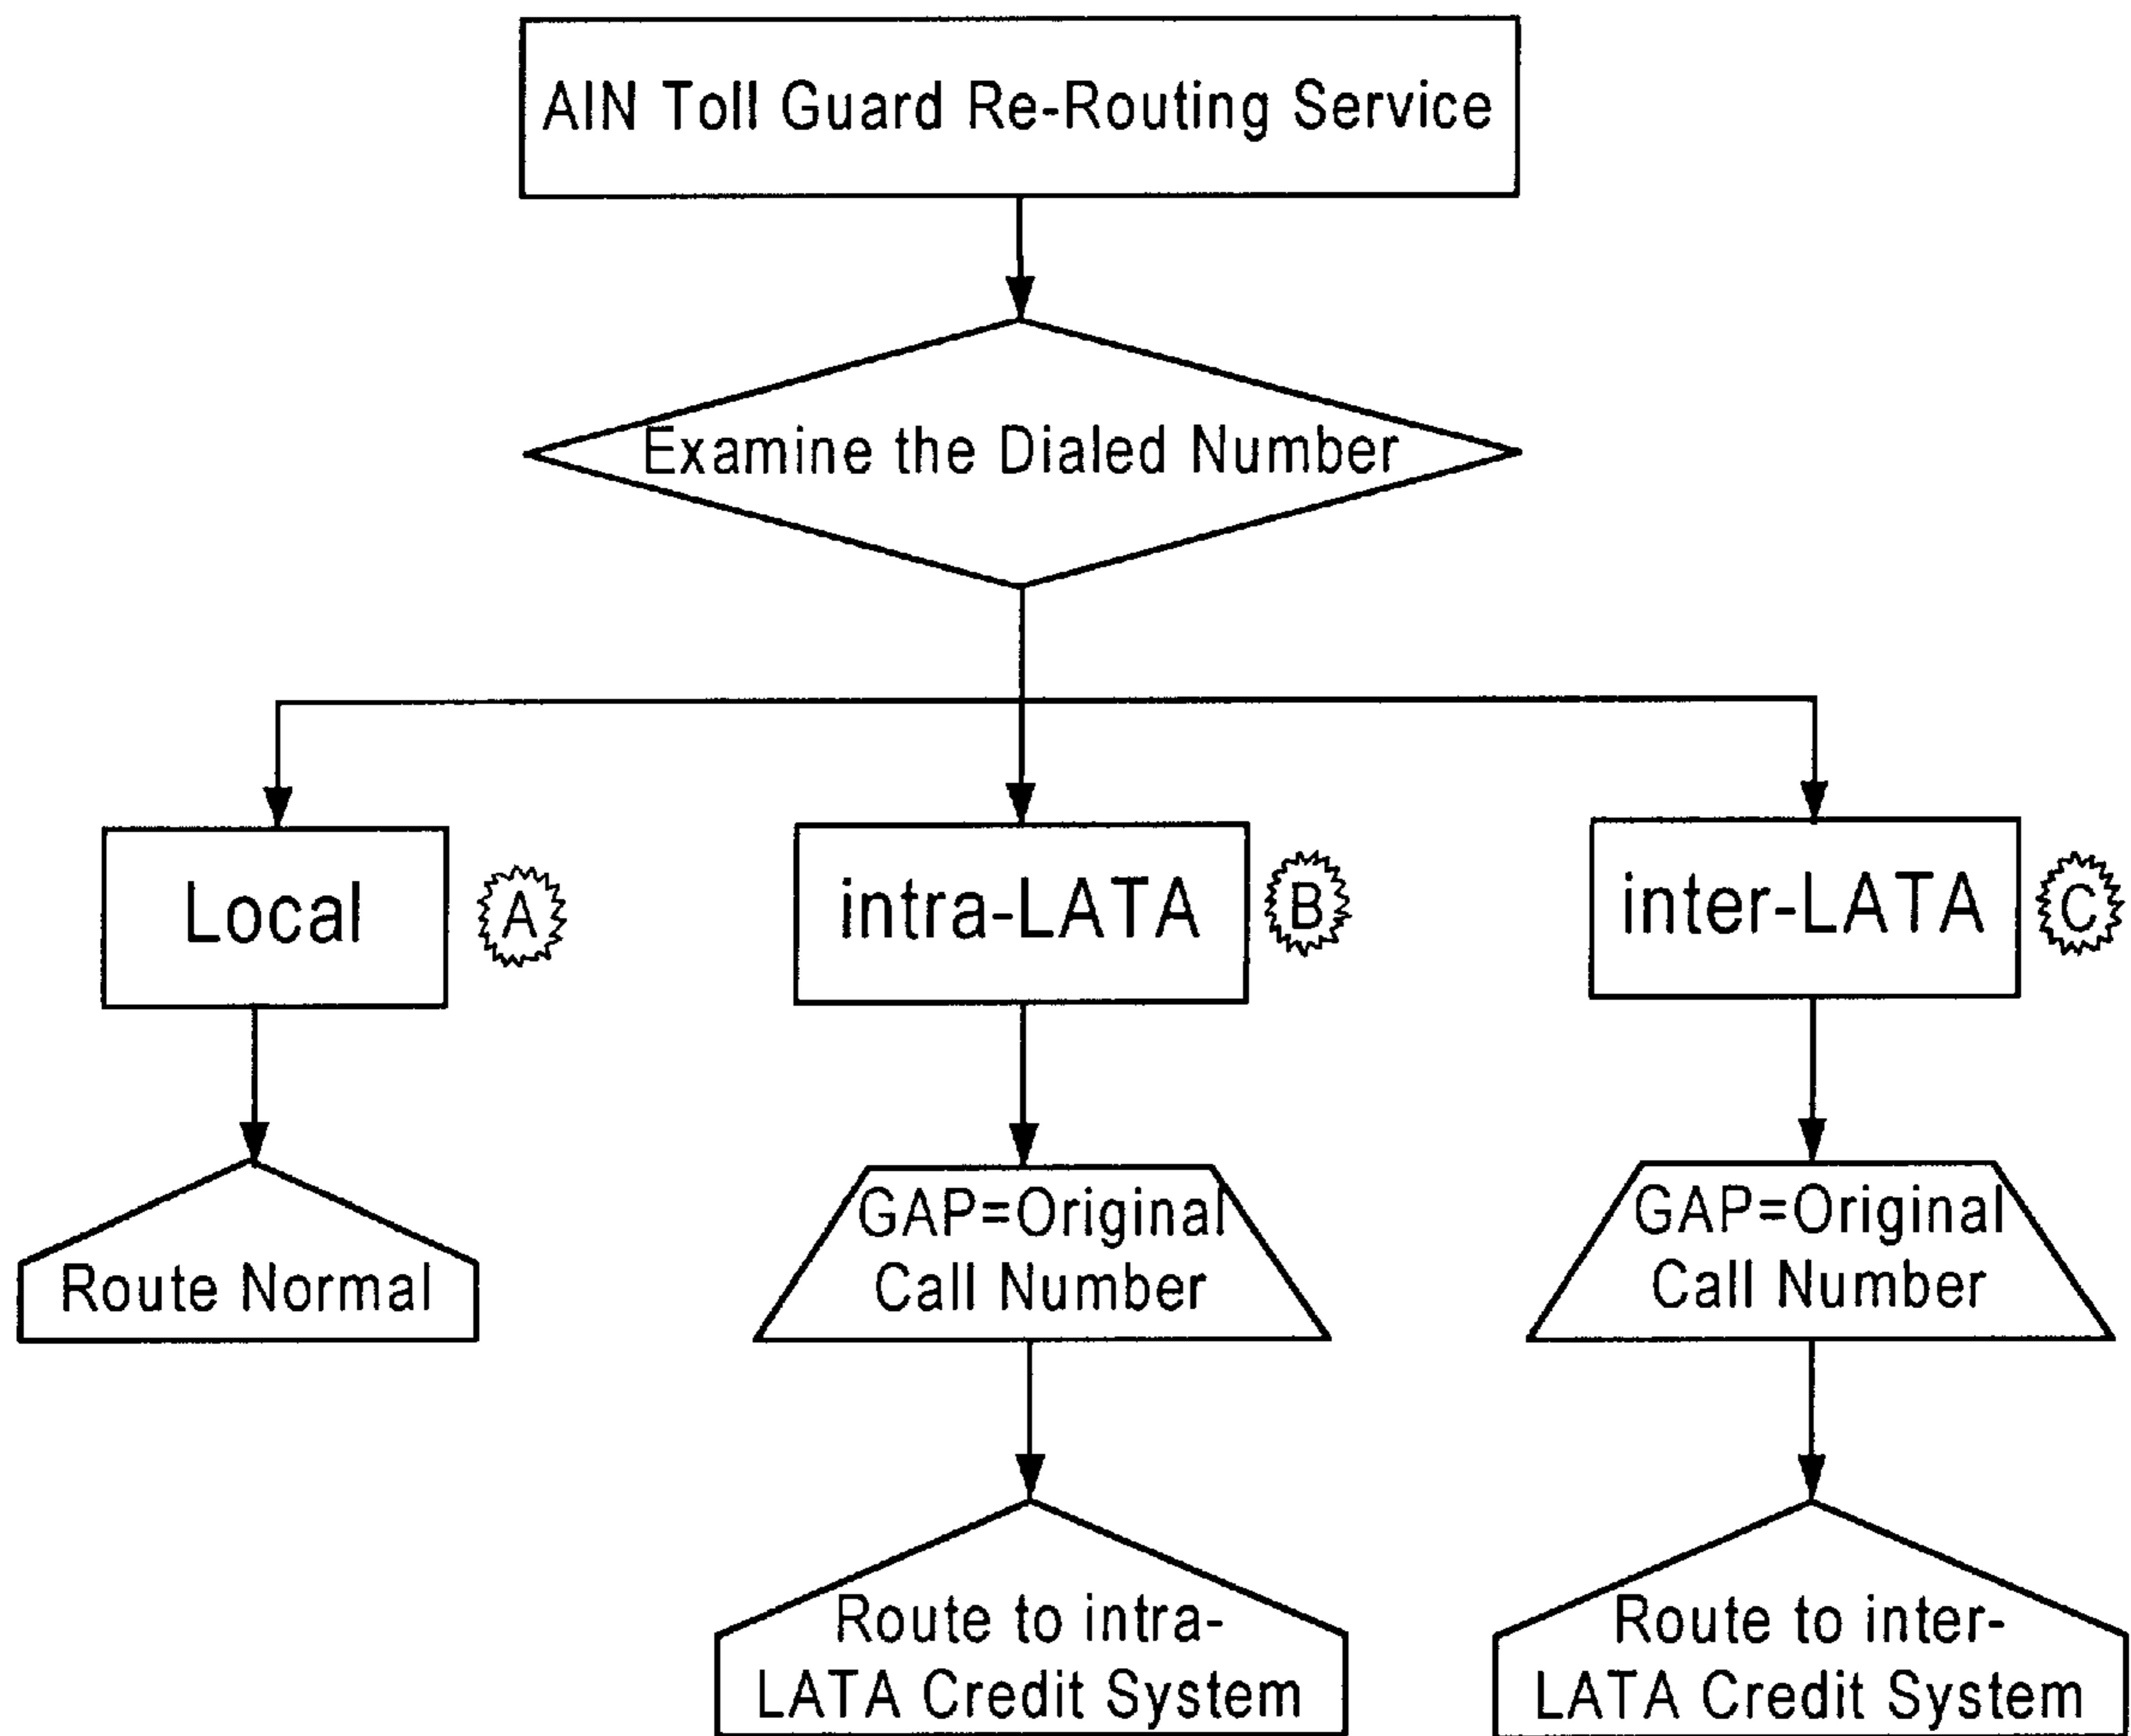 AIN Toll Guard Re-Routing Service
Examine the Dialed Number
Local
A
intra-LATA
B
inter-LATA
C
Route Normal
GAP=Original
Call Number
GAP=Original
Call Number
Route to intra-
LATA Credit System
Route to inter-
LATA Credit System